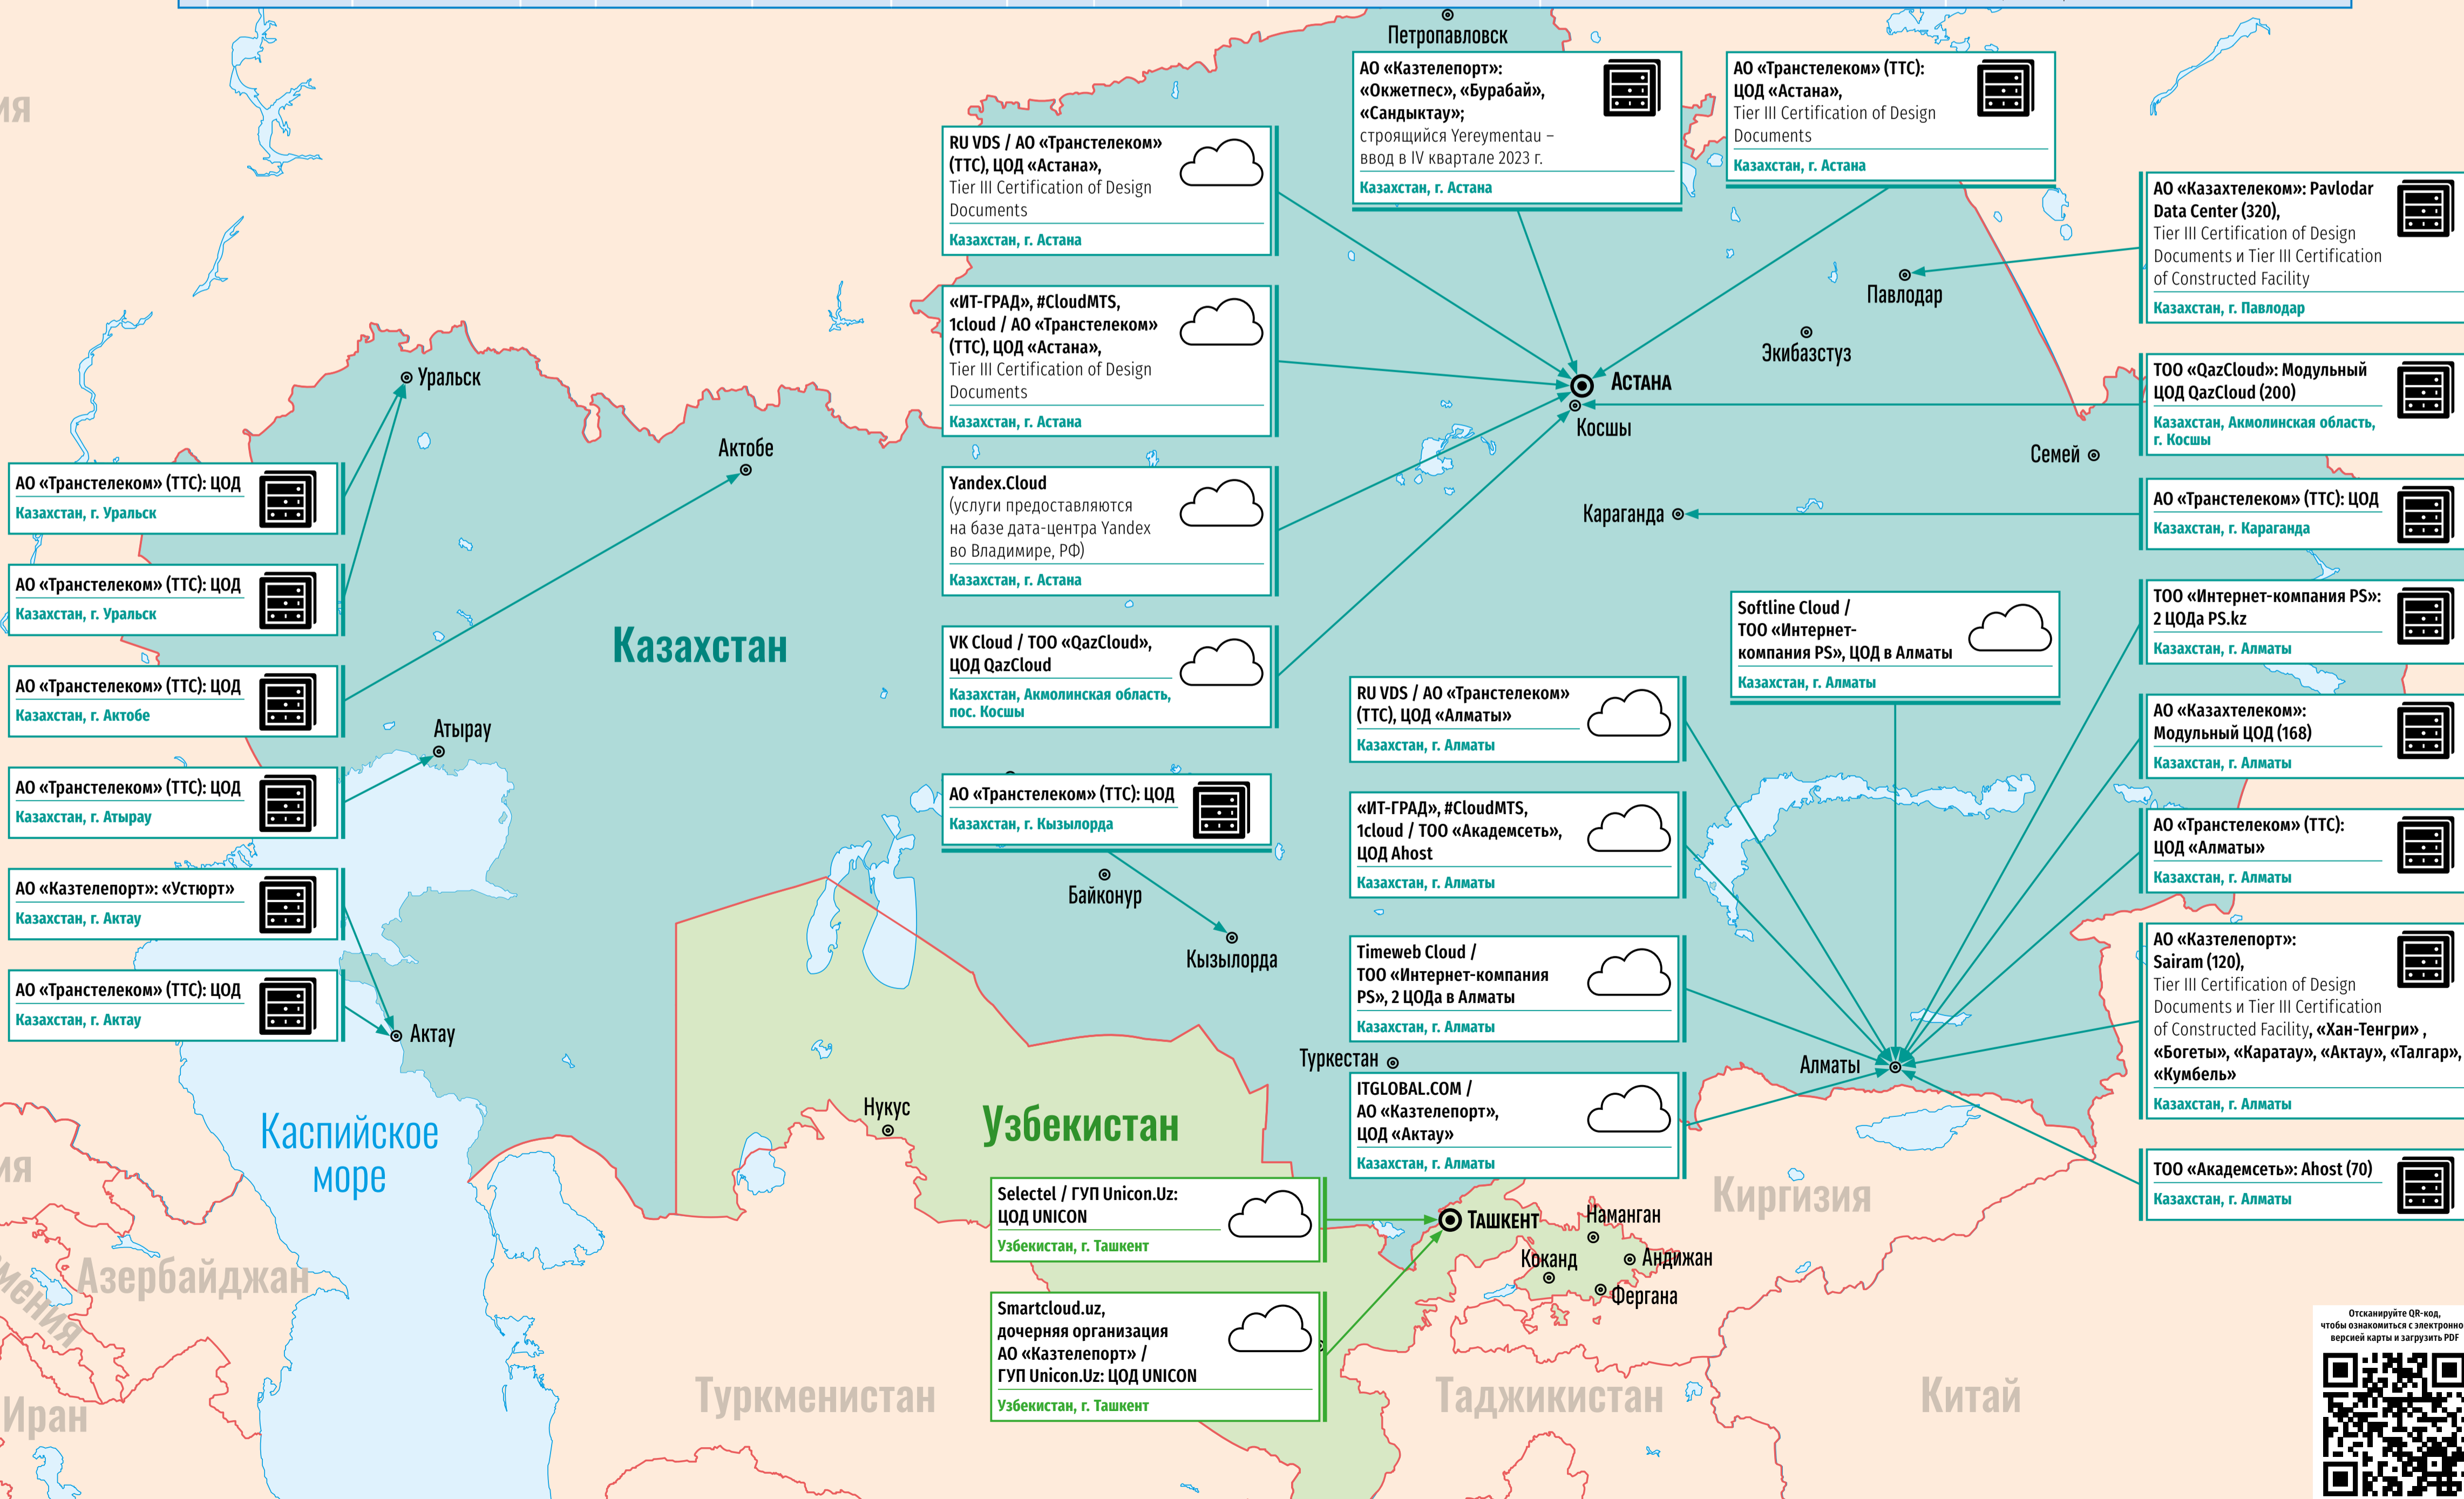 Петропавловск
АО «Казтелепорт»:
«Окжетпес», «Бурабай»,
«Сандыктау»;
строящийся Yereymentau –
ввод в IV квартале 2023 г.
Казахстан, г. Астана
АО «Транстелеком» (ТТС):
ЦОД «Астана»,
Tier III Certification of Design
Documents
Казахстан, г. Астана
ия
RU VDS / АО «Транстелеком»
(ТТС), ЦОД «Астана»,
Tier III Certification of Design
Documents
Казахстан, г. Астана
АО «Казахтелеком»: Pavlodar
Data Center (320),
Tier III Certification of Design
Documents и Tier III Certification
of Constructed Facility
Казахстан, г. Павлодар
Павлодар
Экибазстуз
«ИТ-ГРАД», #CloudMTS,
1cloud / АО «Транстелеком»
(ТТС), ЦОД «Астана»,
Tier III Certification of Design
Documents
Казахстан, г. Астана
АСТАНА
Косшы
ТОО «QazCloud»: Модульный
ЦОД QazCloud (200)
Казахстан, Акмолинская область,
г. Косшы
Уральск
Актобе
Семей
АО «Транстелеком» (ТТС): ЦОД
Казахстан, г. Уральск
Yandex.Cloud
(услуги предоставляются
на базе дата-центра Yandex
во Владимире, РФ)
Казахстан, г. Астана
Караганда
АО «Транстелеком» (ТТС): ЦОД
Казахстан, г. Караганда
АО «Транстелеком» (ТТС): ЦОД
Казахстан, г. Уральск
Казахстан
VK Cloud / ТОО «QazCloud»,
ЦОД QazCloud
Казахстан, Акмолинская область,
пос. Косшы
Softline Cloud /
ТОО «Интернет-
компания PS», ЦОД в Алматы
Казахстан, г. Алматы
ТОО «Интернет-компания PS»:
2 ЦОДа PS.kz
Казахстан, г. Алматы
АО «Транстелеком» (ТТС): ЦОД
Казахстан, г. Актобе
RU VDS / АО «Транстелеком»
(ТТС), ЦОД «Алматы»
Казахстан, г. Алматы
АО «Казахтелеком»:
Модульный ЦОД (168)
Казахстан, г. Алматы
Атырау
АО «Транстелеком» (ТТС): ЦОД
Казахстан, г. Атырау
АО «Транстелеком» (ТТС): ЦОД
Казахстан, г. Кызылорда
«ИТ-ГРАД», #CloudMTS,
1cloud / ТОО «Академсеть»,
ЦОД Ahost
Казахстан, г. Алматы
АО «Транстелеком» (ТТС):
ЦОД «Алматы»
Казахстан, г. Алматы
АО «Казтелепорт»: «Устюрт»
Казахстан, г. Актау
Байконур
Кызылорда
Timeweb Cloud /
ТОО «Интернет-компания
PS», 2 ЦОДа в Алматы
Казахстан, г. Алматы
АО «Казтелепорт»:
Sairam (120),
Tier III Certification of Design
Documents и Tier III Certification
of Constructed Facility, «Хан-Тенгри» ,
«Богеты», «Каратау», «Актау», «Талгар»,
«Кумбель»
Казахстан, г. Алматы
АО «Транстелеком» (ТТС): ЦОД
Казахстан, г. Актау
Актау
Туркестан
Алматы
ITGLOBAL.COM /
АО «Казтелепорт»,
ЦОД «Актау»
Казахстан, г. Алматы
Каспийское
море
Нукус
Узбекистан
ия
Киргизия
ТОО «Академсеть»: Ahost (70)
Казахстан, г. Алматы
Selectel / ГУП Unicon.Uz:
ЦОД UNICON
Узбекистан, г. Ташкент
ТАШКЕНТ
Наманган
Коканд
Андижан
Фергана
Азербайджан
мения
Smartcloud.uz,
дочерняя организация
АО «Казтелепорт» /
ГУП Unicon.Uz: ЦОД UNICON
Узбекистан, г. Ташкент
Иран
Туркменистан
Таджикистан
Китай
Отсканируйте QR-код,
чтобы ознакомиться с электронно
версией карты и загрузить PDF